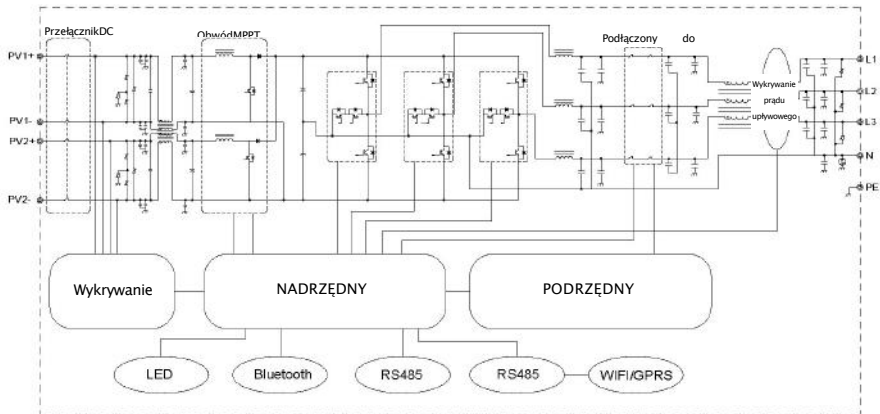 PrzełącznikDC
ObwódMPPT
Podłączony do
PV1+
PV1-
PV2+
PV2-
Wykrywanie
prądu
upływowego
L1
L2
L3
N
PE
Wykrywanie
NADRZĘDNY
PODRZĘDNY
LED
Bluetooth
RS485
RS485
WIFI/GPRS